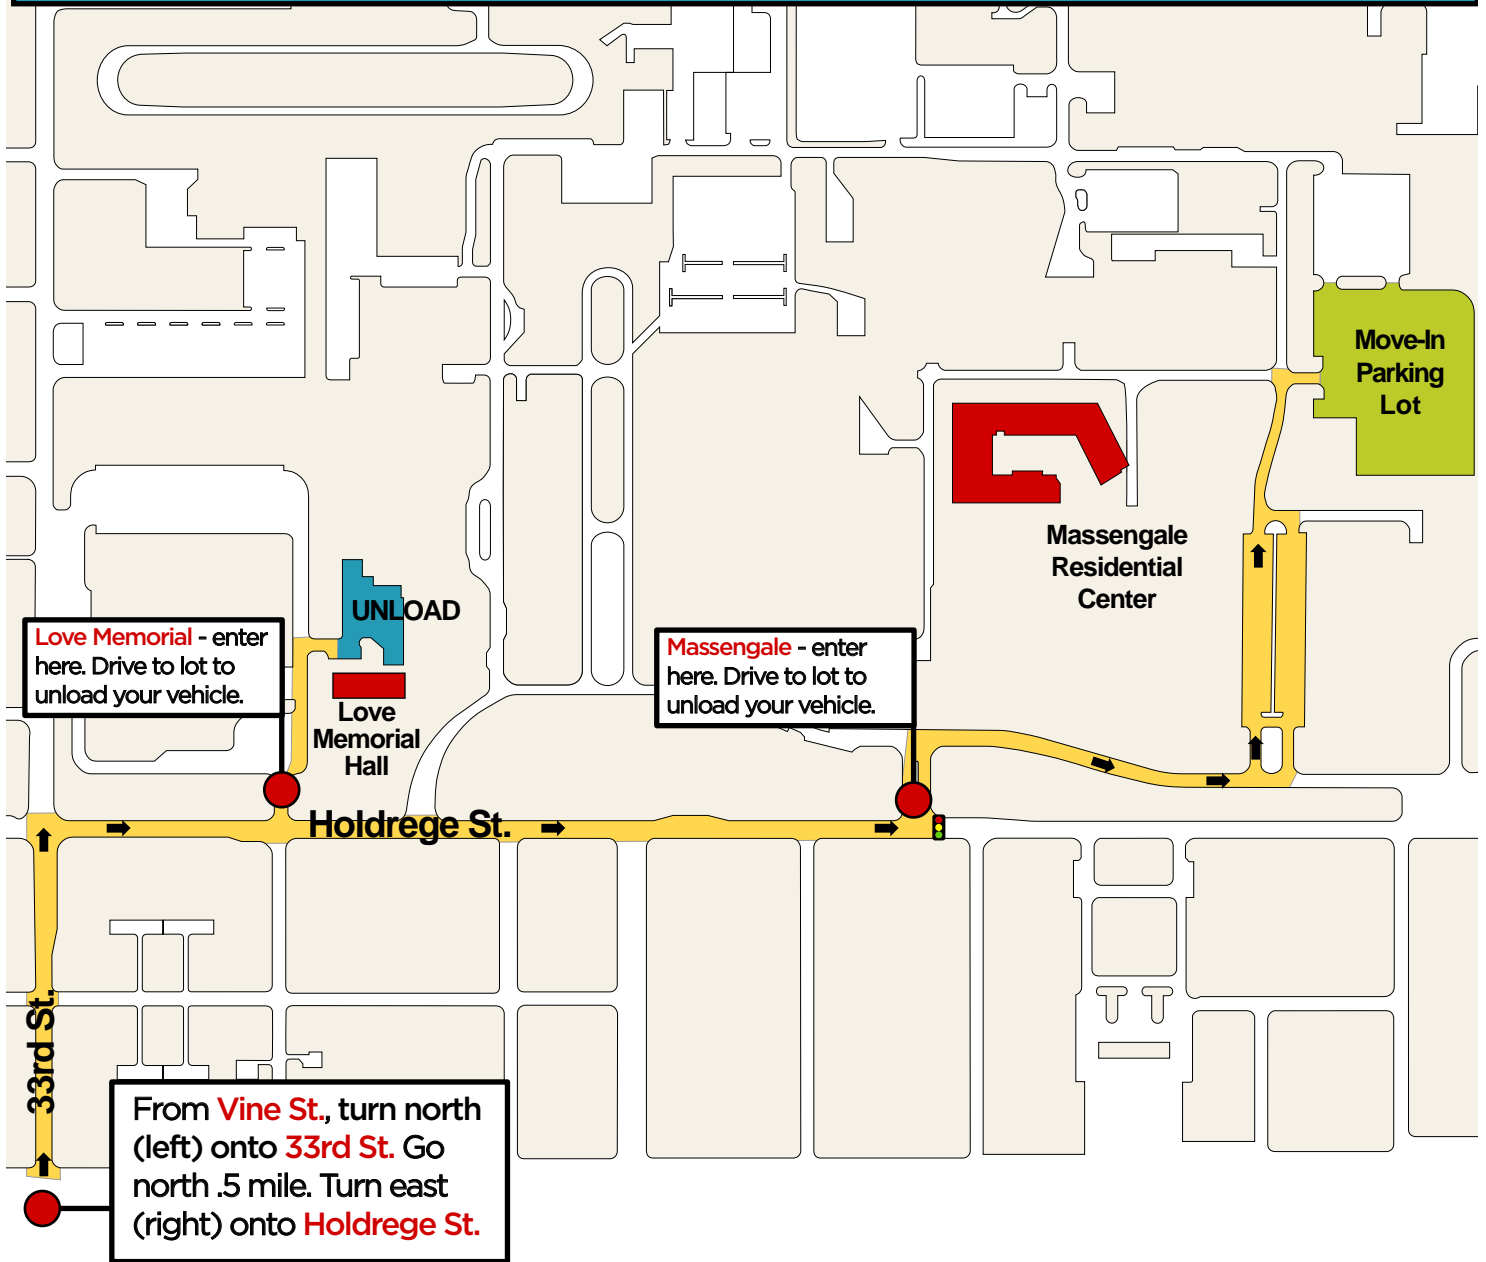 Move-In
Parking
Lot
Massengale
Residential
Center
UNLOAD
Love Memorial - enter
here. Drive to lot to
unload your vehicle.
Massengale - enter
here. Drive to lot to
unload your vehicle.
Love
Memorial
Hall
Holdrege St.
33rd St.
From Vine St., turn north
(left) onto 33rd St. Go
north .5 mile. Turn east
(right) onto Holdrege St.